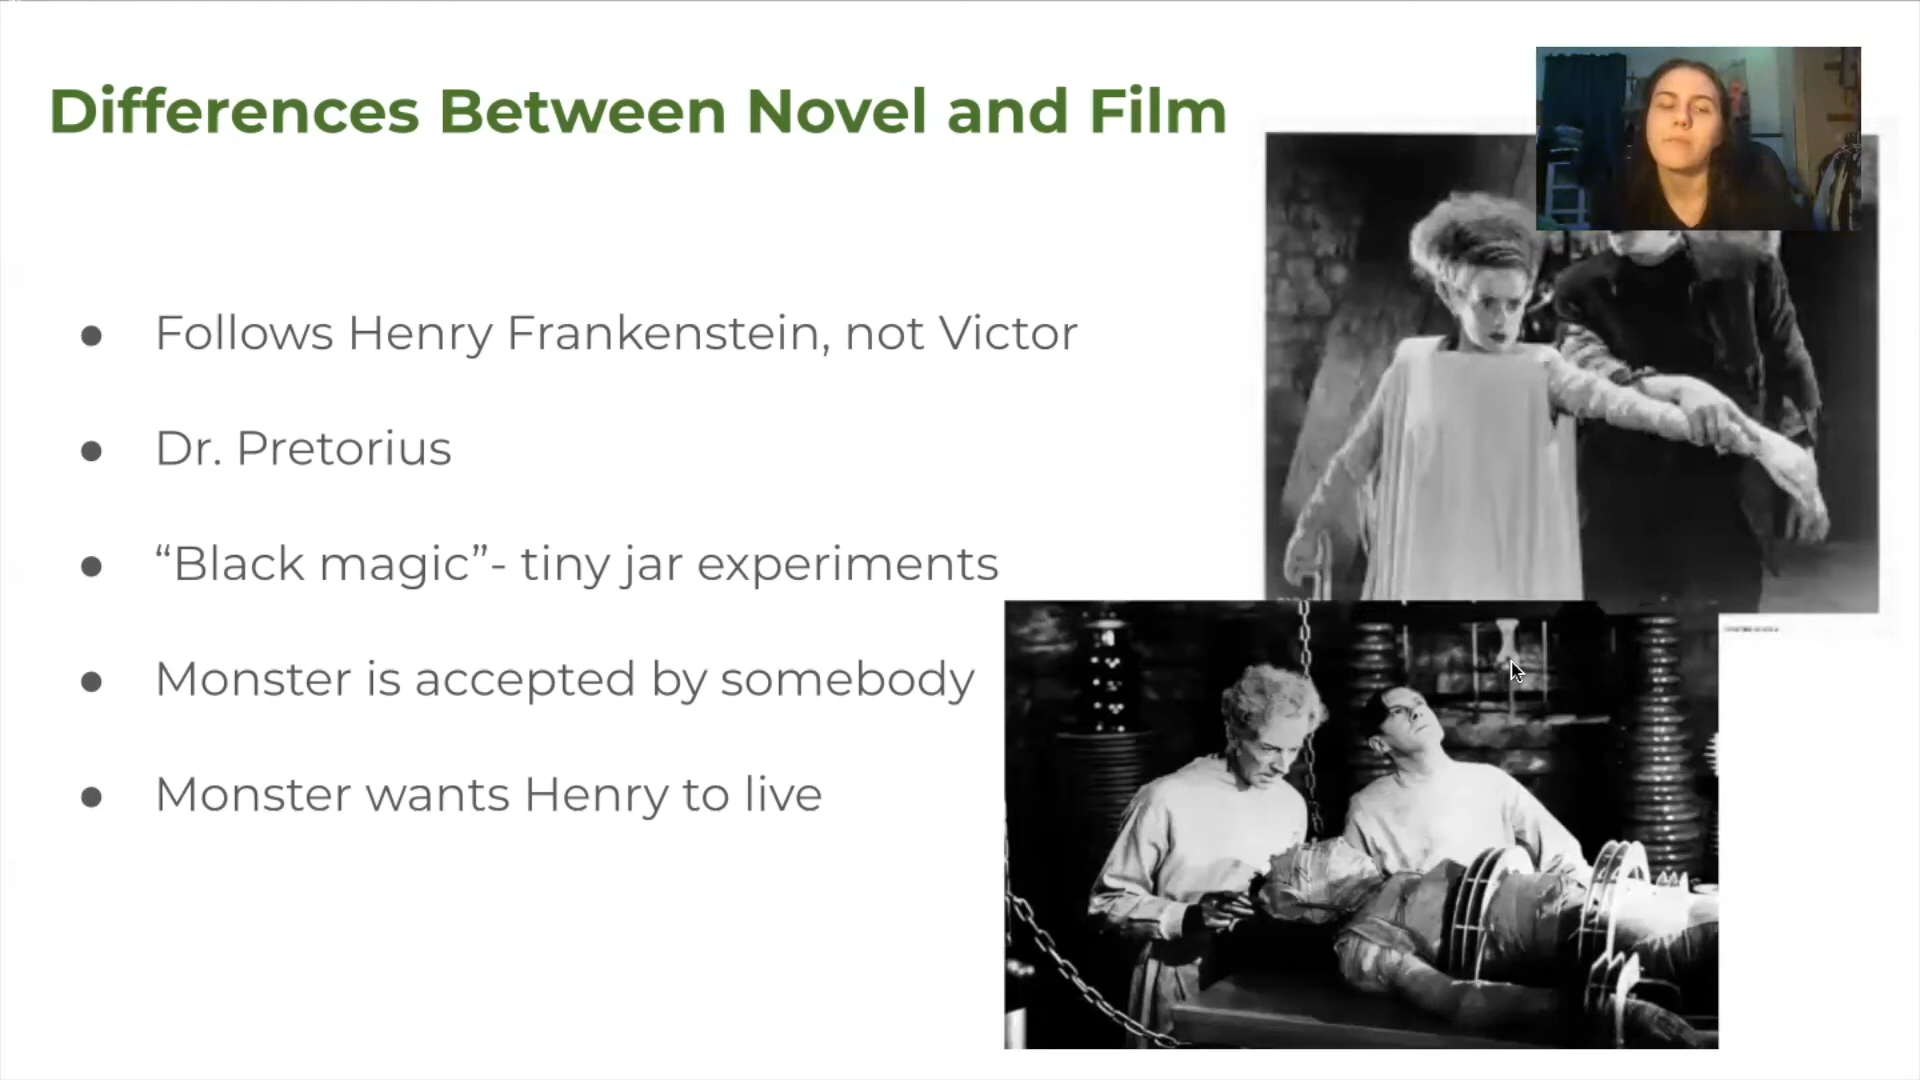 Differences Between Novel and Film
● Follows Henry Frankenstein, not Victor
● Dr. Pretorius
● “Black magic”- tiny jar experiments
● Monster is accepted by somebody
● Monster wants Henry to live